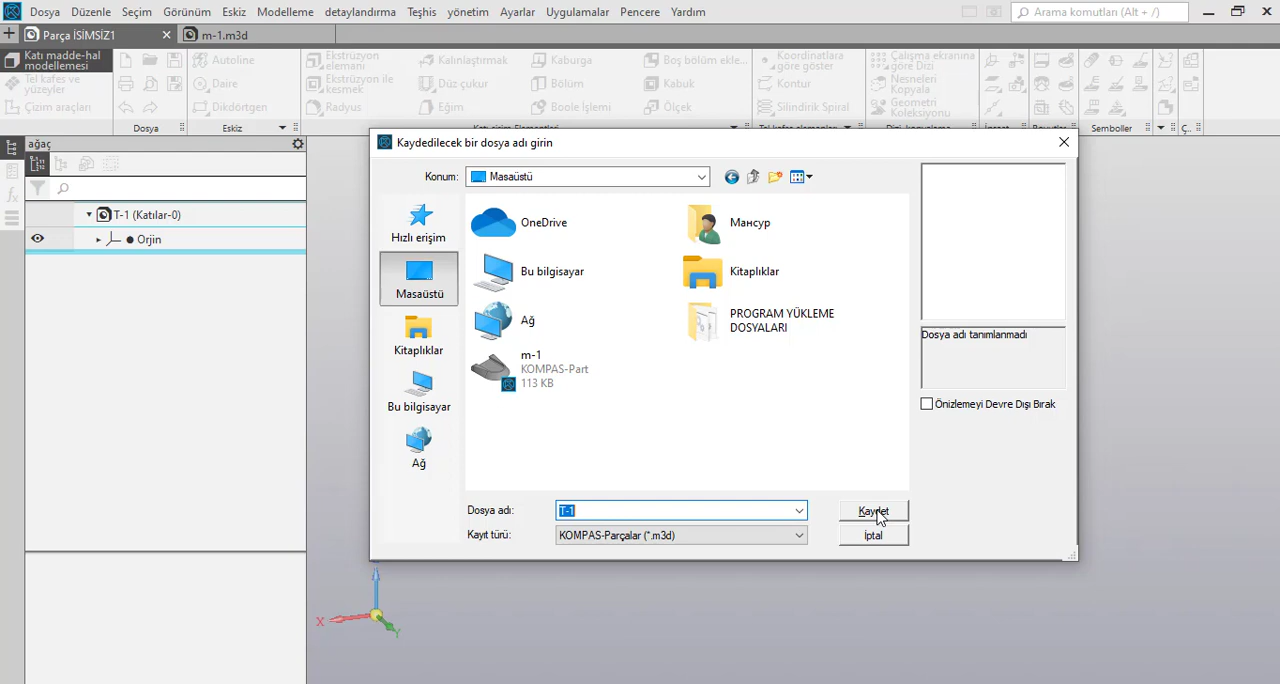 Dosya Düzenle Seçim Görünüm Eskiz Modelleme detaylandırma Teşhis yönetim Ayarlar Uygulamalar Pencere Yardım Arama komutları (Alt + /)
Parça İSİMSİZ1 m-1.m3d
Katı madde-hal
modellemesi
Tel kafes ve
yüzeyler
Çizim araçları
Dosya
Autoline
Daire
Dikdörtgen
Eskiz
Ekstrüzyon
elemanı
Ekstrüzyon ile
kesmek
Radyus
Kalınlaştırmak
Düz çukur
Eğim
Kaburga
Bölüm
Boole İşlemi
Boş bölüm ekle...
Kabuk
Ölçek
Koordinatlara
göre göster
Kontur
Silindirik Spiral
Çalışma ekranına
göre Dizi
Nesneleri
Kopyala
Geometri
Koleksiyonu
Semboller
Ç...
ağaç
T-1 (Katılar-0)
Orjin
Kaydedilecek bir dosya adı girin
Konum: Masaüstü
Hızlı erişim
Masaüstü
Kitaplıklar
Bu bilgisayar
Ağ
OneDrive
Мансур
Bu bilgisayar
Kitaplıklar
Ağ
PROGRAM YÜKLEME
DOSYALARI
m-1
KOMPAS-Part
113 KB
Dosya adı tanımlanmadı
Önizlemeyi Devre Dışı Bırak
Dosya adı: T-1 Kaydet
Kayıt türü: KOMPAS-Parçalar (*.m3d) İptal
X
Y